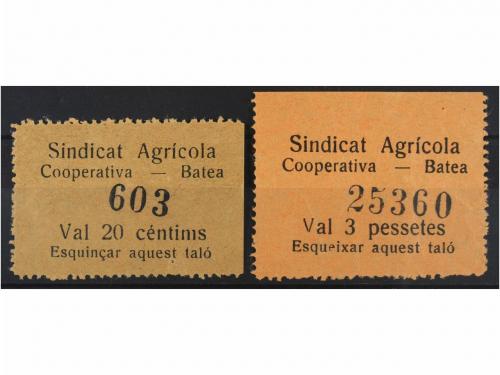 Sindicat Agrícola
Cooperativa — Batea
603
Val 20 céntims
Esquinçar aquest taló
Sindicat Agrícola
Cooperativa — Batea
25360
Val 3 pessetes
Esqueixar aquest taló